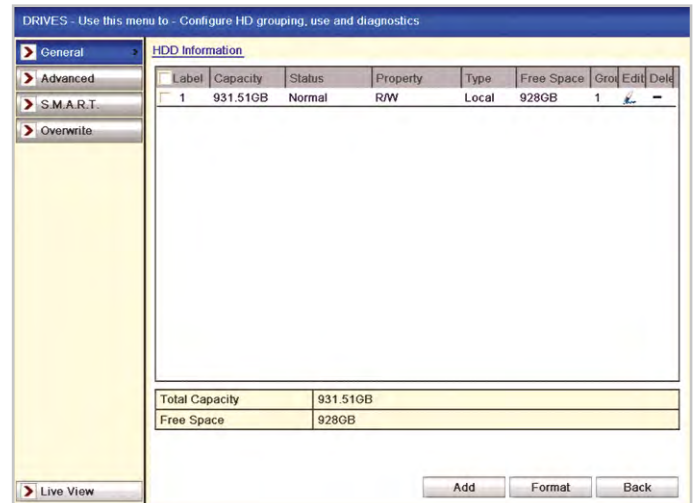 DRIVES - Use this menu to - Configure HD grouping, use and diagnostics
General
Advanced
S.M.A.R.T.
Overwrite
Live View
HDD Information
Label Capacity Status Property Type Free Space Grou Edit Dele
1 931.51GB Normal R/W Local 928GB 1 –
Total Capacity 931.51GB
Free Space 928GB
Add Format Back